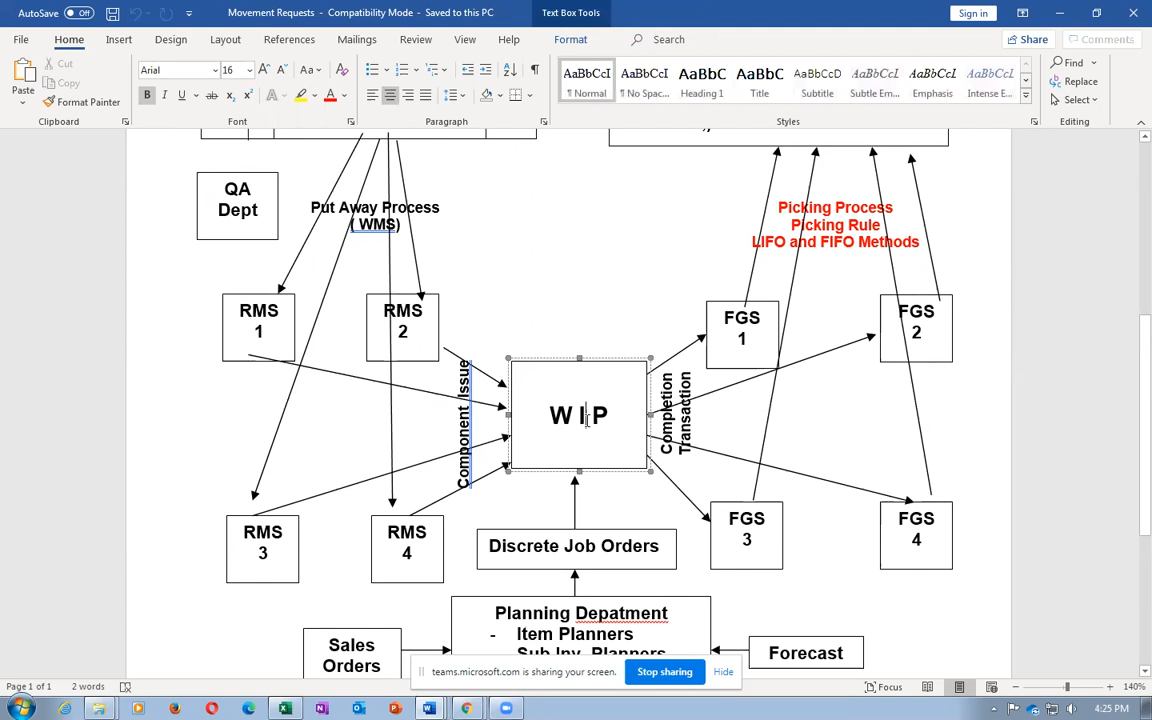 AutoSave Off
Movement Requests - Compatibility Mode - Saved to this PC
Text Box Tools
Sign in
File Home Insert Design Layout References Mailings Review View Help Format Search
Share Comments
Paste
Cut
Copy
Format Painter
Clipboard
Arial 16
Font
Paragraph
AaBbCcI AaBbCcI AaBbC AaBbC AaBbCcD AaBbCcI AaBbCcI AaBbCcI
¶ Normal ¶ No Spac... Heading 1 Title Subtitle Subtle Em... Emphasis Intense E...
Styles
Find
Replace
Select
Editing
QA
Dept
Put Away Process
( WMS)
Picking Process
Picking Rule
LIFO and FIFO Methods
RMS
1
RMS
2
FGS
1
FGS
2
Component Issue
W I P
Completion
Transaction
RMS
3
RMS
4
Discrete Job Orders
FGS
3
FGS
4
Planning Depatment
- Item Planners
Sub Inv. Planners
Sales
Orders
Forecast
teams.microsoft.com is sharing your screen. Stop sharing Hide
Page 1 of 1 2 words
Focus
140%
4:25 PM